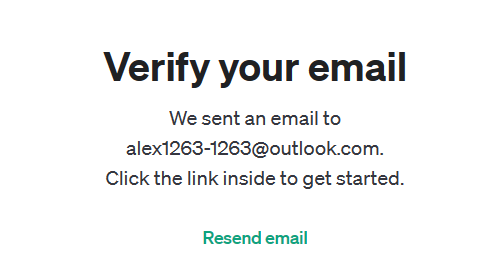 Verify your email
We sent an email to
alex1263-1263@outlook.com.
Click the link inside to get started.
Resend email